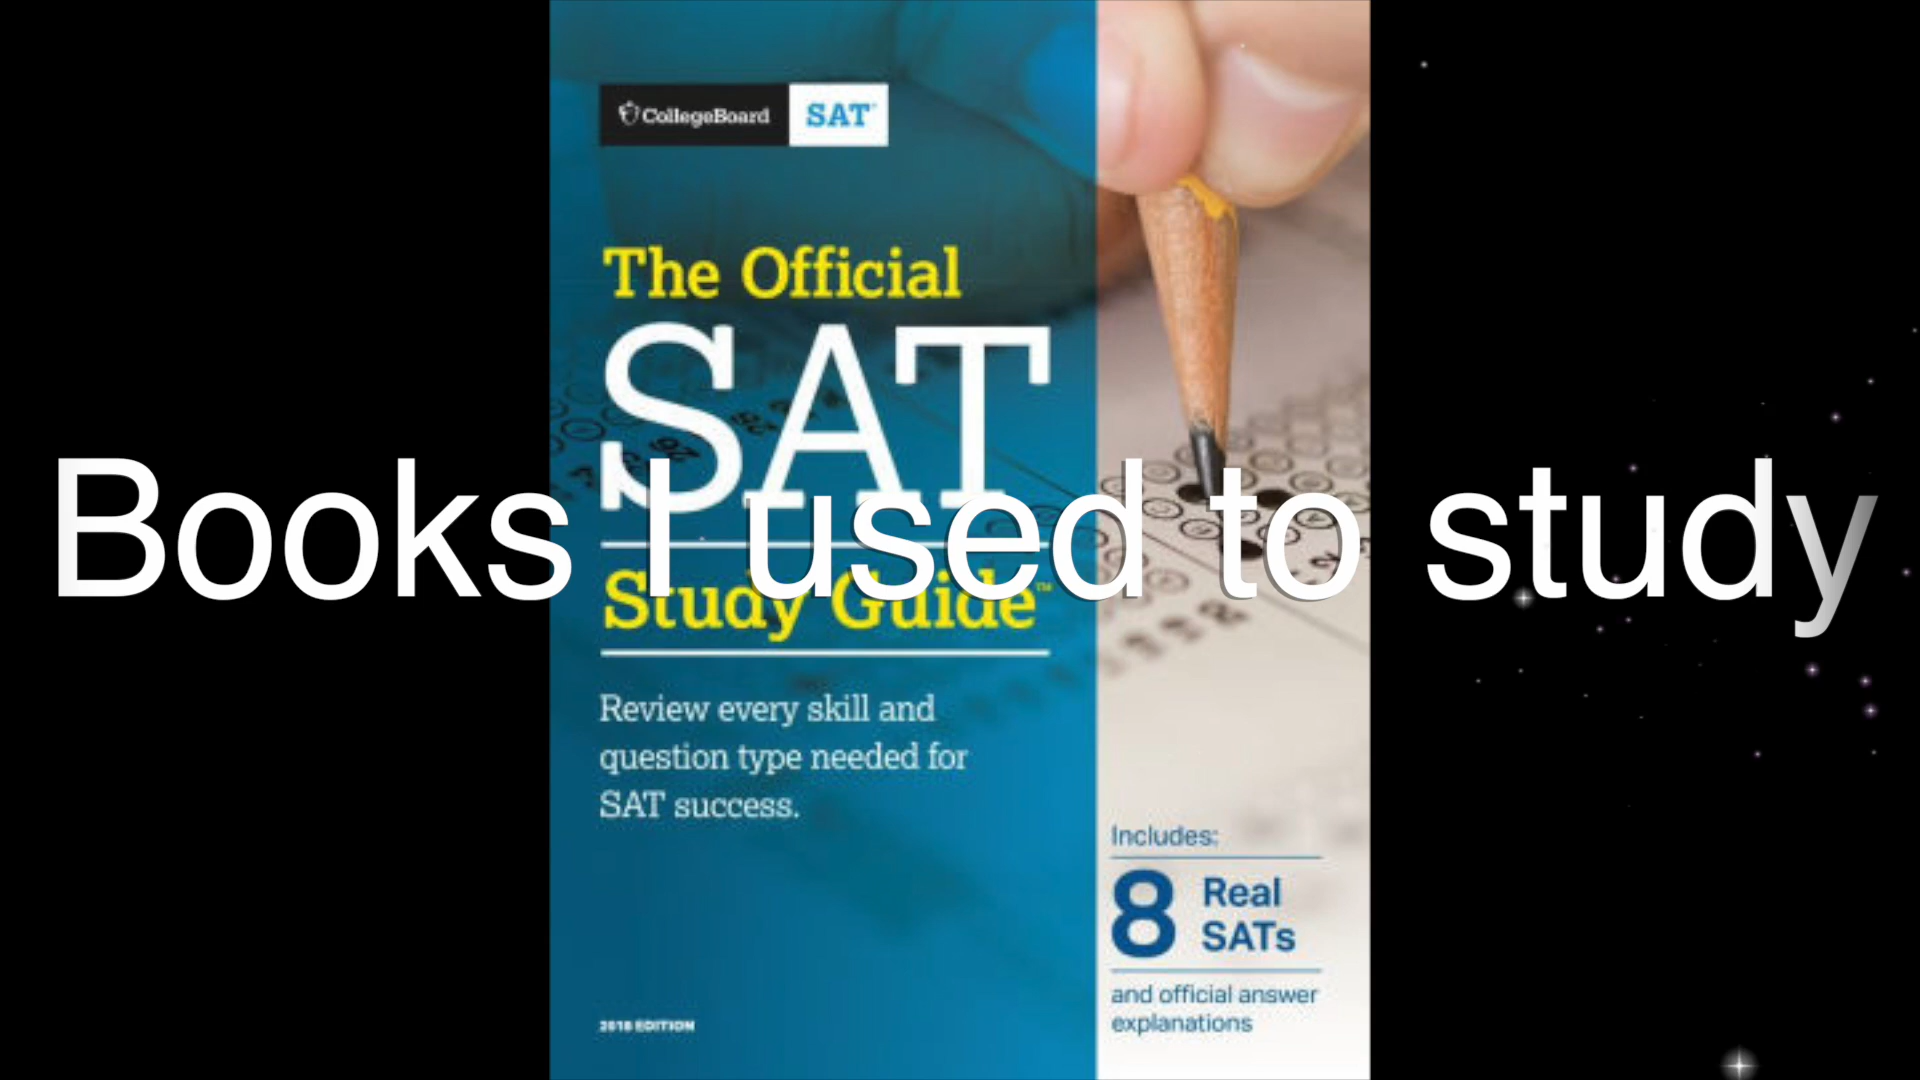 CollegeBoard SAT
The Official
SAT
Books I used to study
Study Guide™
Review every skill and
question type needed for
SAT success.
Includes:
8 Real
SATs
and official answer
explanations
2018 EDITION